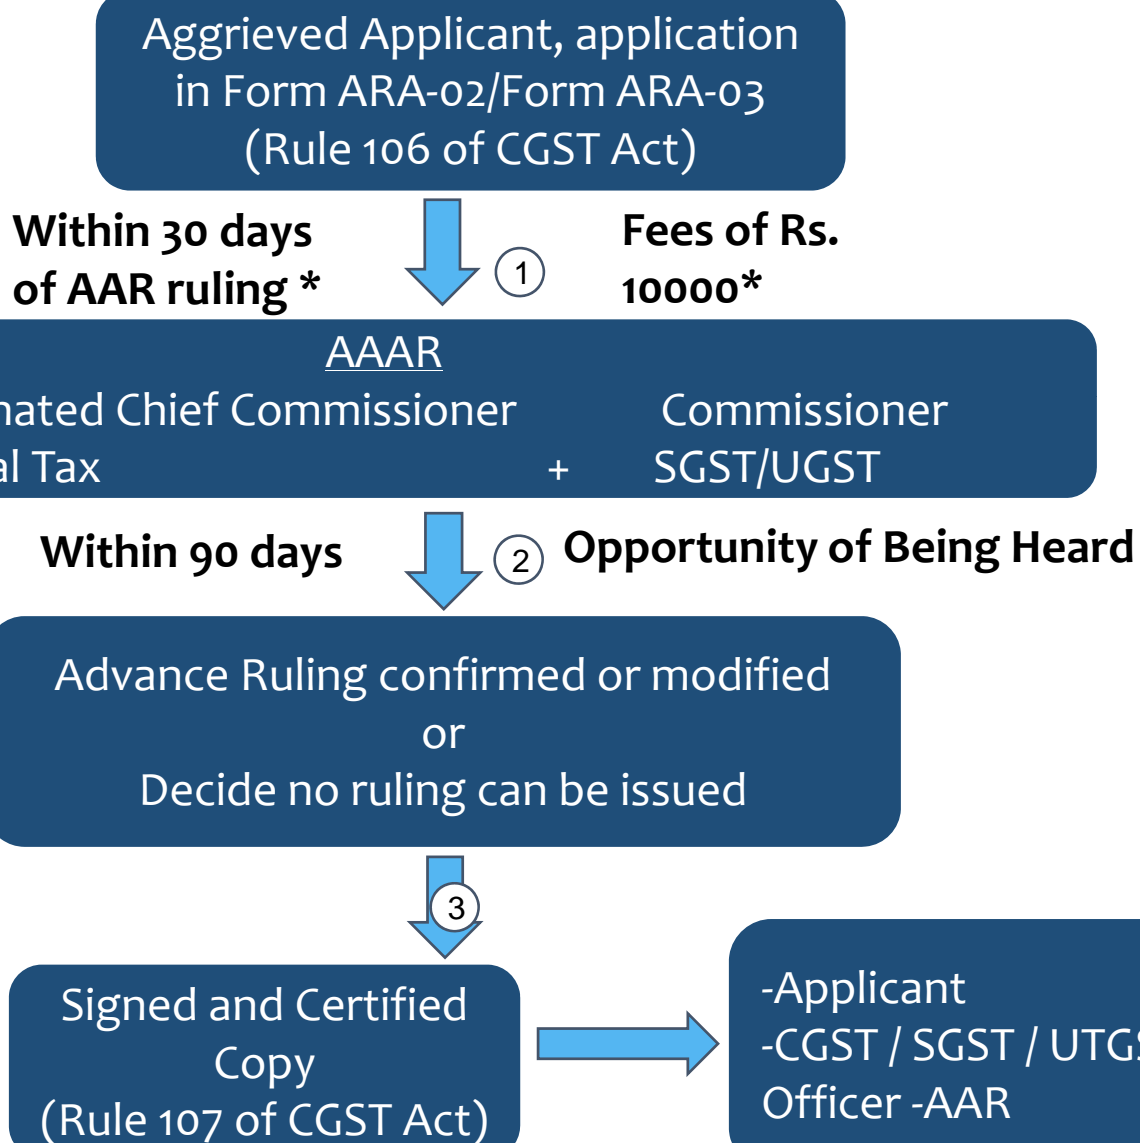 Aggrieved Applicant, application
in Form ARA-02/Form ARA-03
(Rule 106 of CGST Act)
Within 30 days
of AAR ruling *
1
Fees of Rs.
10000*
AAAR
nated Chief Commissioner Commissioner
al Tax + SGST/UGST
Within 90 days
2
Opportunity of Being Heard
Advance Ruling confirmed or modified
or
Decide no ruling can be issued
3
Signed and Certified
Copy
(Rule 107 of CGST Act)
-Applicant
-CGST / SGST / UTGS
Officer -AAR